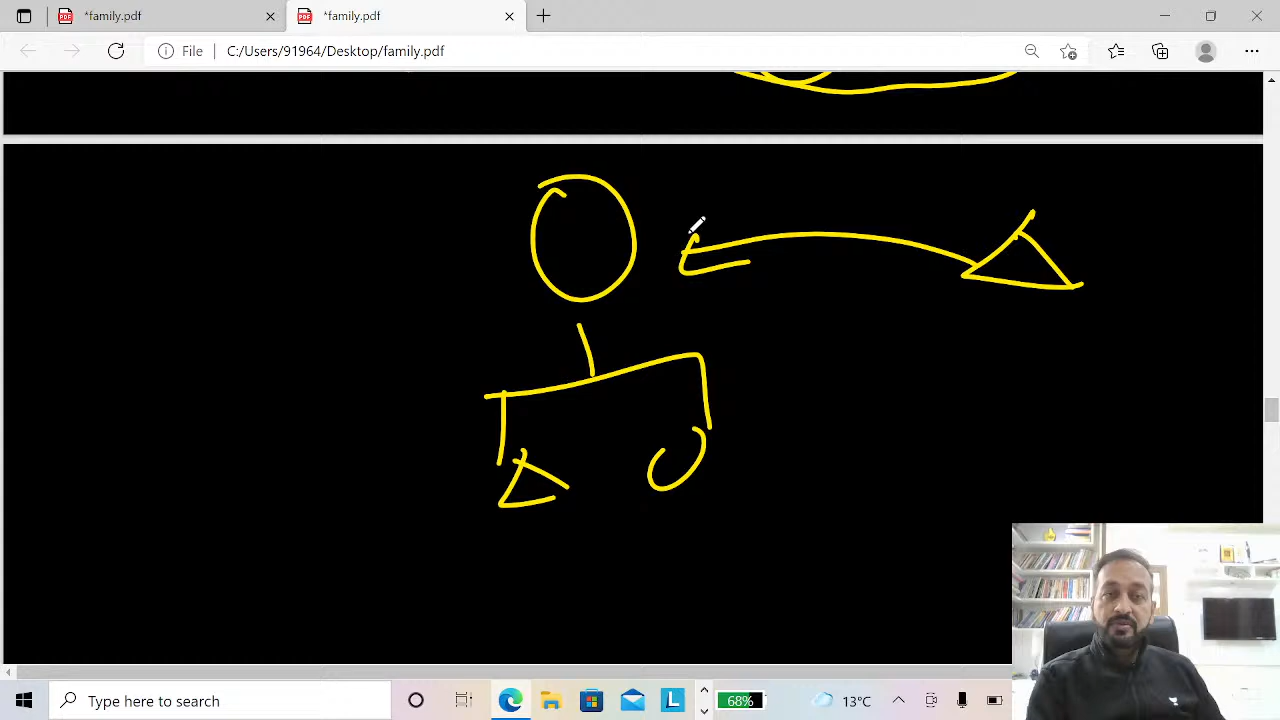 *family.pdf
*family.pdf
File
C:/Users/91964/Desktop/family.pdf
Type here to search
L
68%
13°C